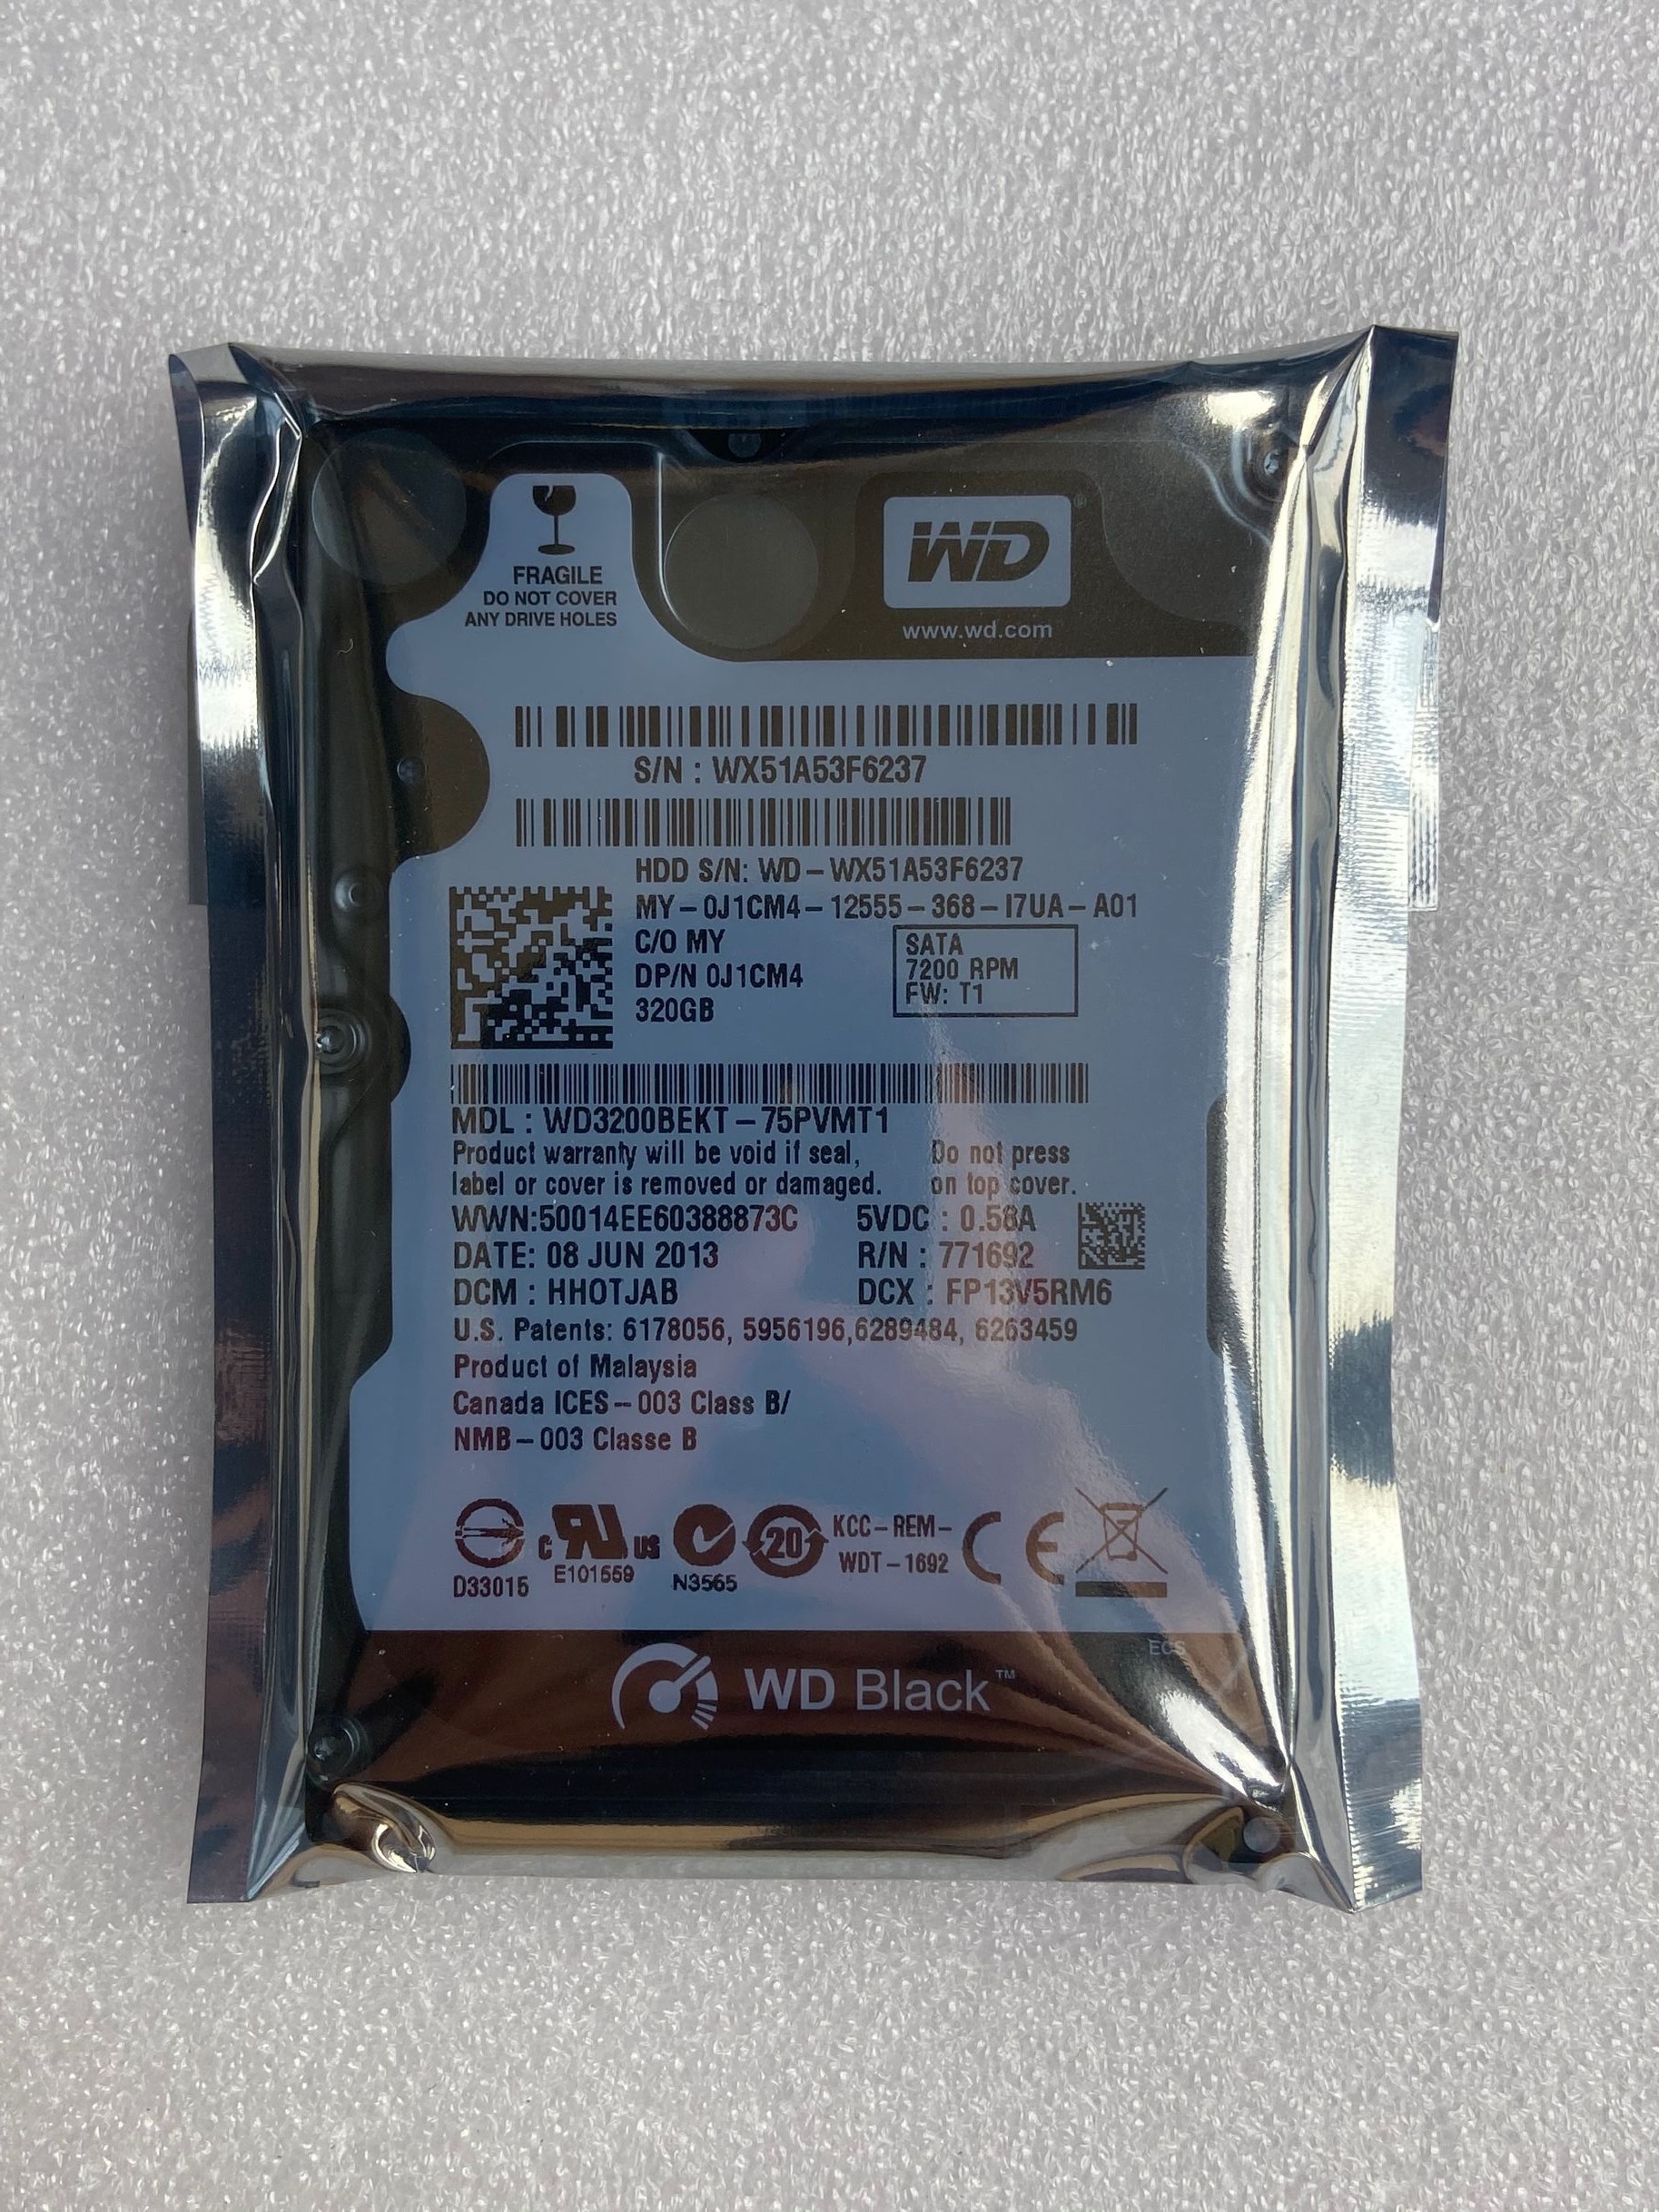 FRAGILE
DO NOT COVER
ANY DRIVE HOLES
WD®
www.wd.com
S/N : WX51A53F6237
HDD S/N: WD-WX51A53F6237
MY-0J1CM4-12555-368-I7UA-A01
C/O MY
DP/N 0J1CM4
320GB
SATA
7200 RPM
FW: T1
MDL : WD3200BEKT-75PVMT1
Product warranty will be void if seal,
label or cover is removed or damaged.
Do not press
on top cover.
WWN:50014EE60388873C 5VDC : 0.58A
DATE: 08 JUN 2013 R/N : 771692
DCM : HHOTJAB DCX : FP13V5RM6
U.S. Patents: 6178056, 5956196,6289484, 6263459
Product of Malaysia
Canada ICES-003 Class B/
NMB-003 Classe B
D33015
c RU us
E101559
N3565
20
KCC-REM-
WDT-1692
CE
ECS
WD Black™